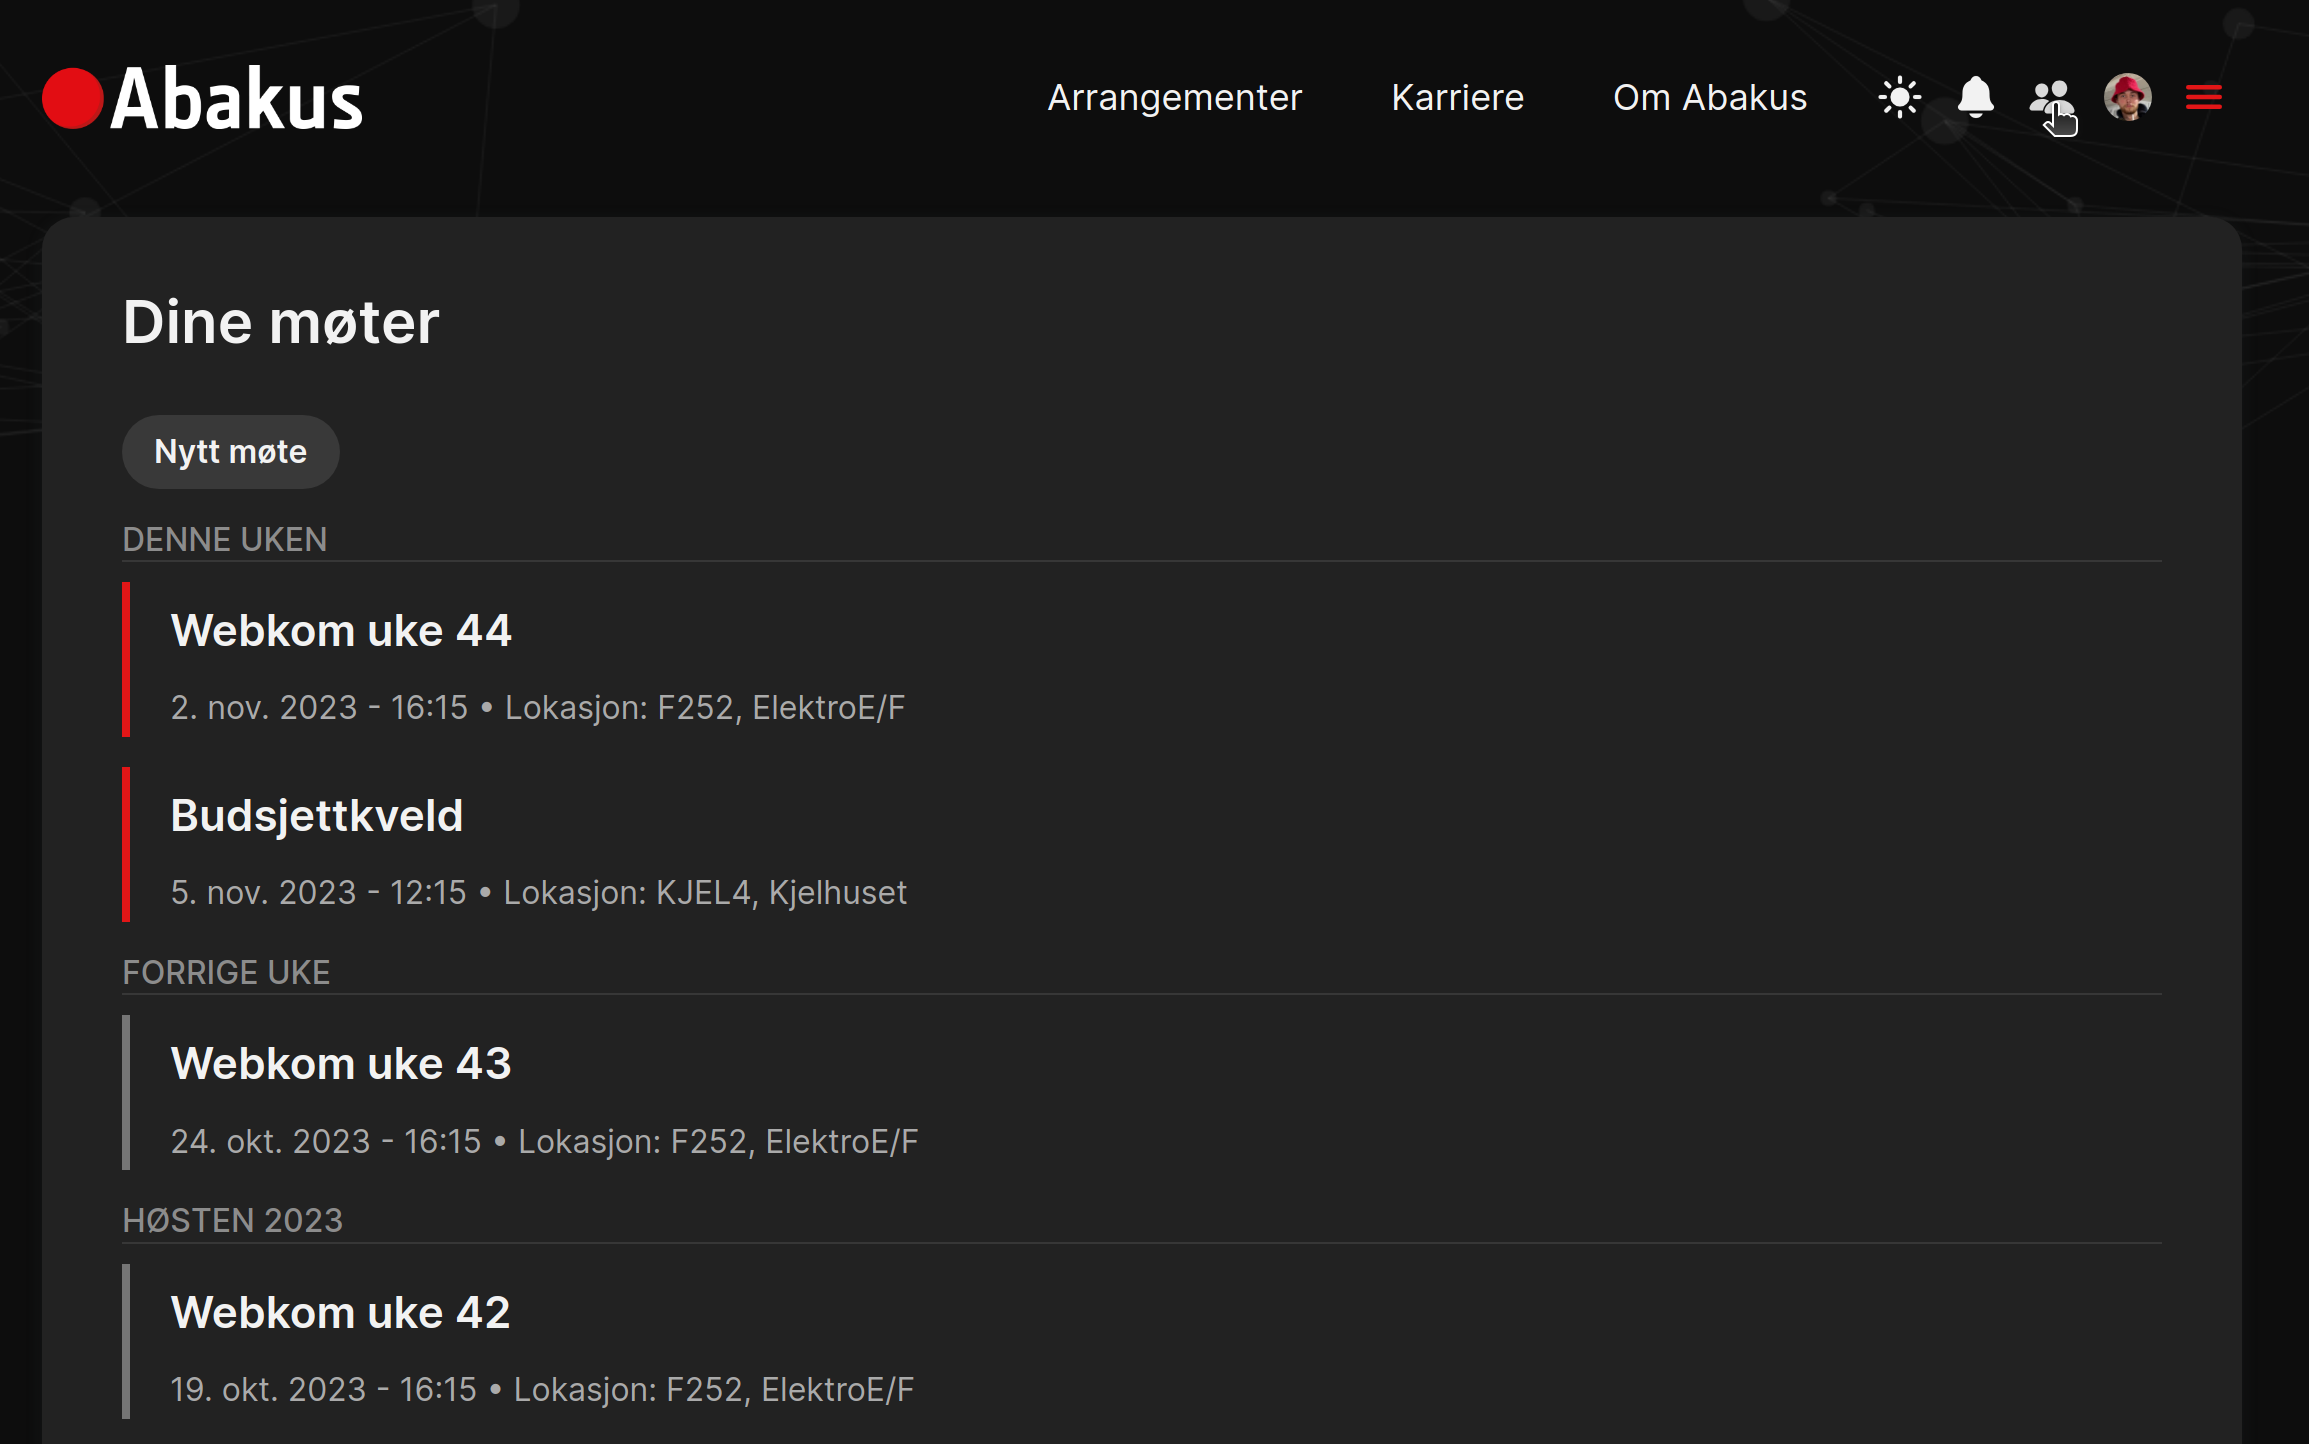 Abakus
Arrangementer
Karriere
Om Abakus
Dine møter
Nytt møte
DENNE UKEN
Webkom uke 44
2. nov. 2023 - 16:15 • Lokasjon: F252, ElektroE/F
Budsjettkveld
5. nov. 2023 - 12:15 • Lokasjon: KJEL4, Kjelhuset
FORRIGE UKE
Webkom uke 43
24. okt. 2023 - 16:15 • Lokasjon: F252, ElektroE/F
HØSTEN 2023
Webkom uke 42
19. okt. 2023 - 16:15 • Lokasjon: F252, ElektroE/F